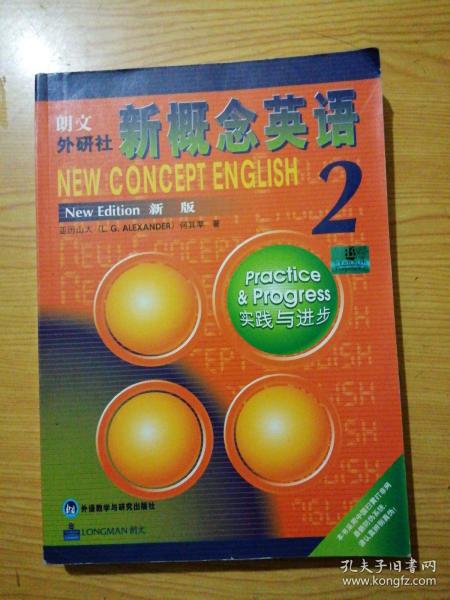 朗文
外研社
新概念英语
NEW CONCEPT ENGLISH
2
New Edition 新 版
亚历山大 (L. G. ALEXANDER) 何其莘 著
Practice
& Progress
实践与进步
外语教学与研究出版社
LONGMAN 朗文
孔夫子旧书网
www.kongfz.com